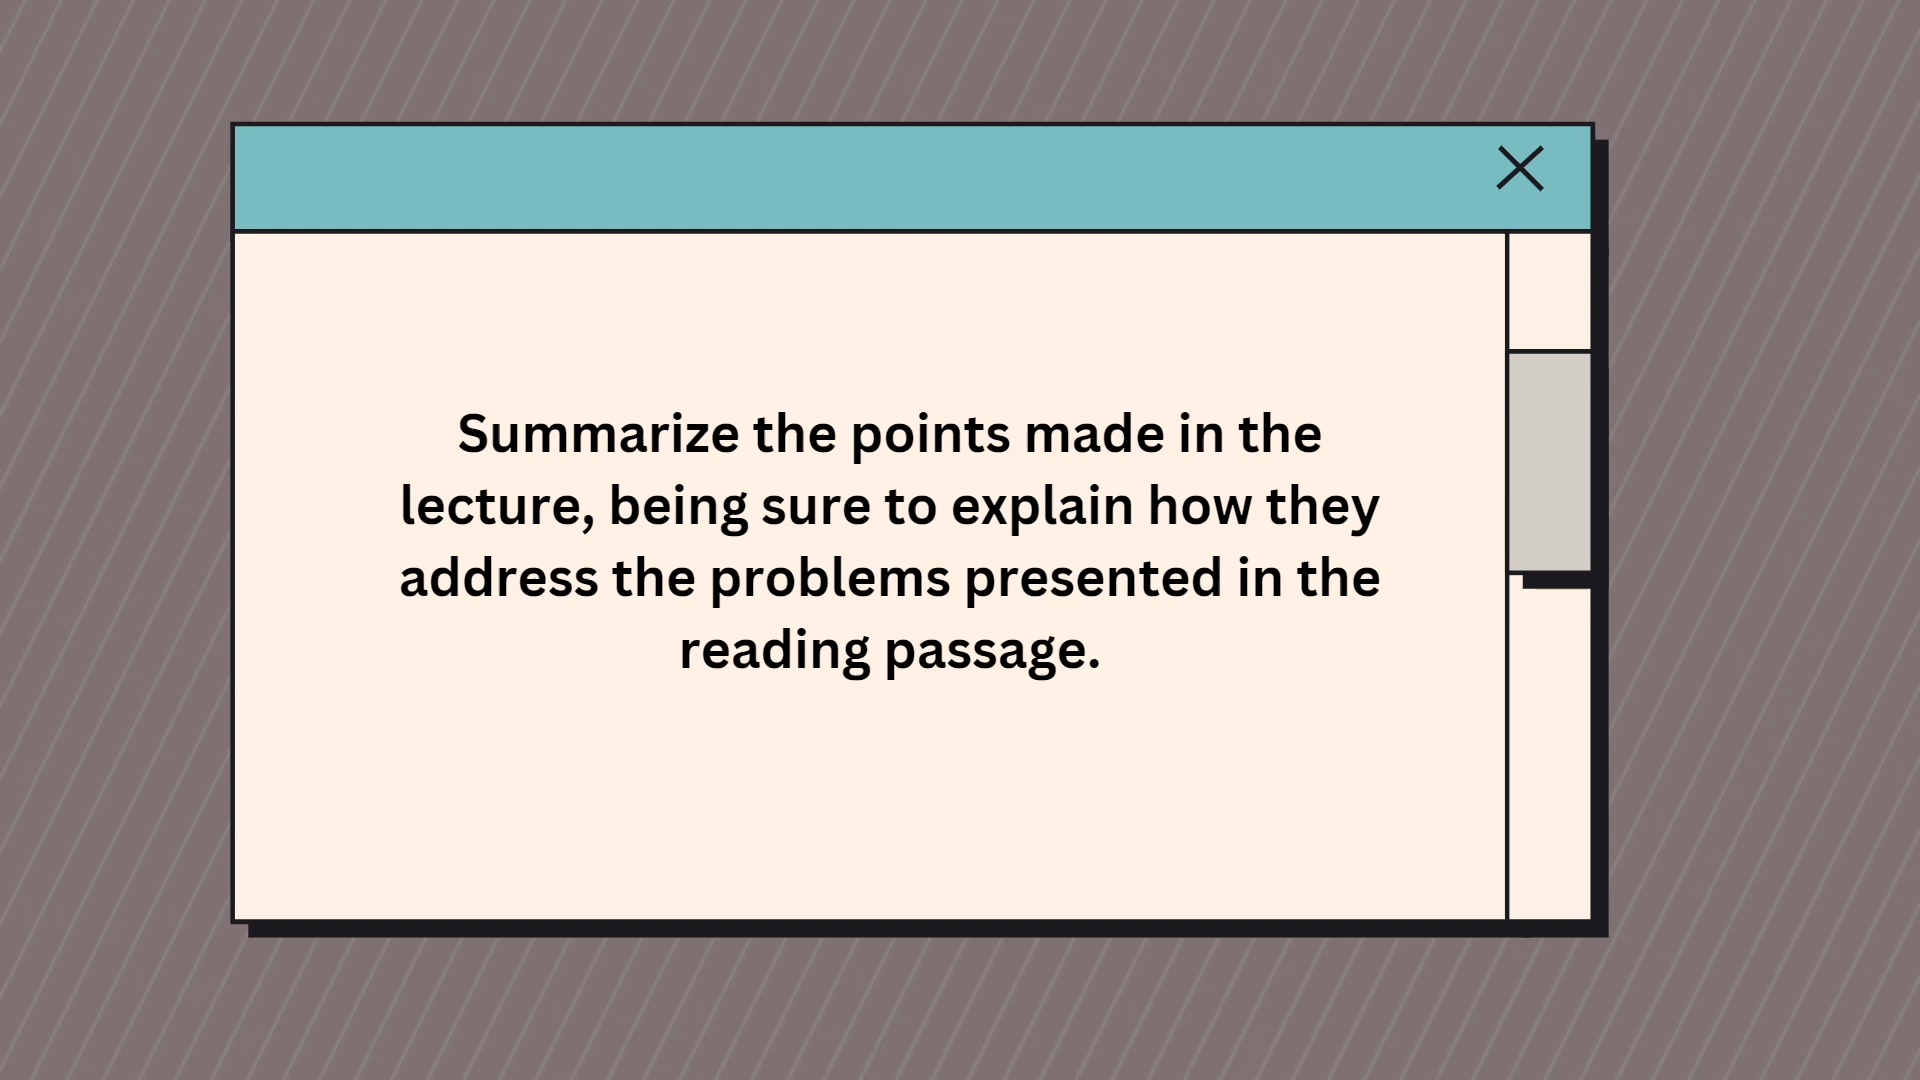 Summarize the points made in the
lecture, being sure to explain how they
address the problems presented in the
reading passage.